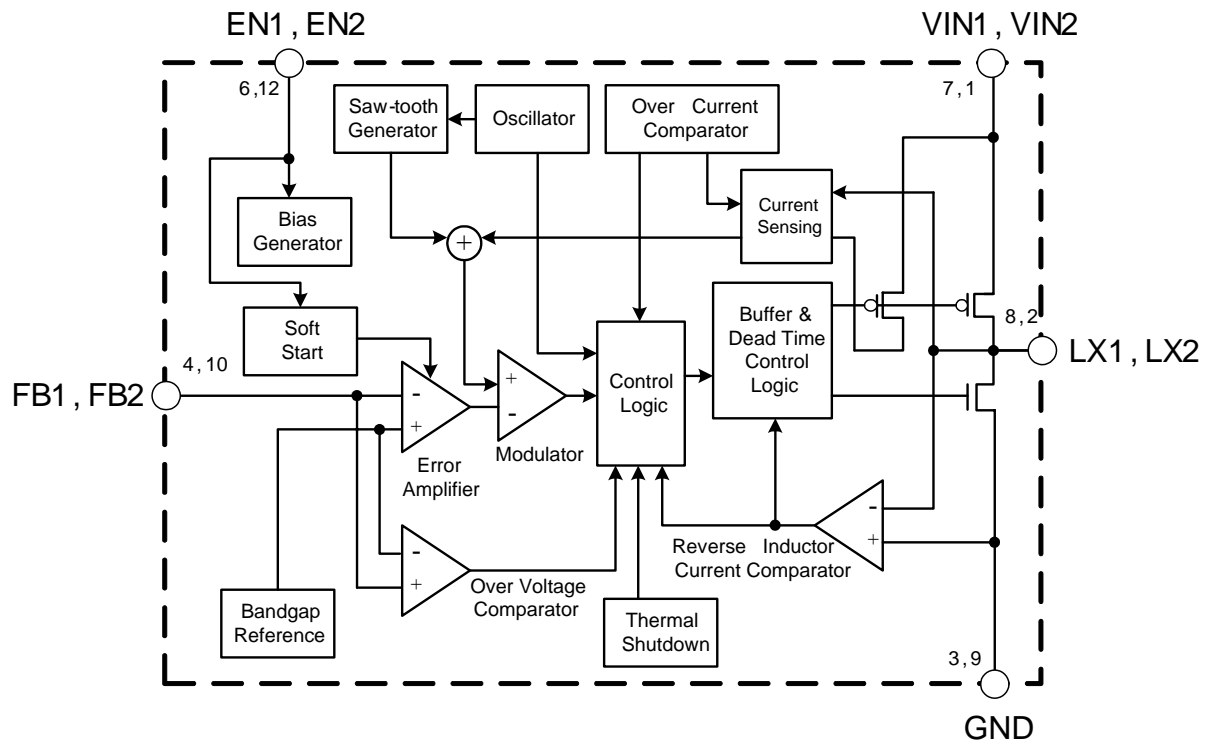 EN1, EN2
VIN1, VIN2
6,12
7,1
Saw-tooth
Generator
Oscillator
Over Current
Comparator
Current
Sensing
Bias
Generator
+
Soft
Start
Buffer &
Dead Time
Control
Logic
8,2
LX1, LX2
4,10
FB1, FB2
-
+
Error
Amplifier
+
-
Modulator
Control
Logic
-
+
Reverse Inductor
Current Comparator
-
+
Over Voltage
Comparator
Bandgap
Reference
Thermal
Shutdown
3,9
GND